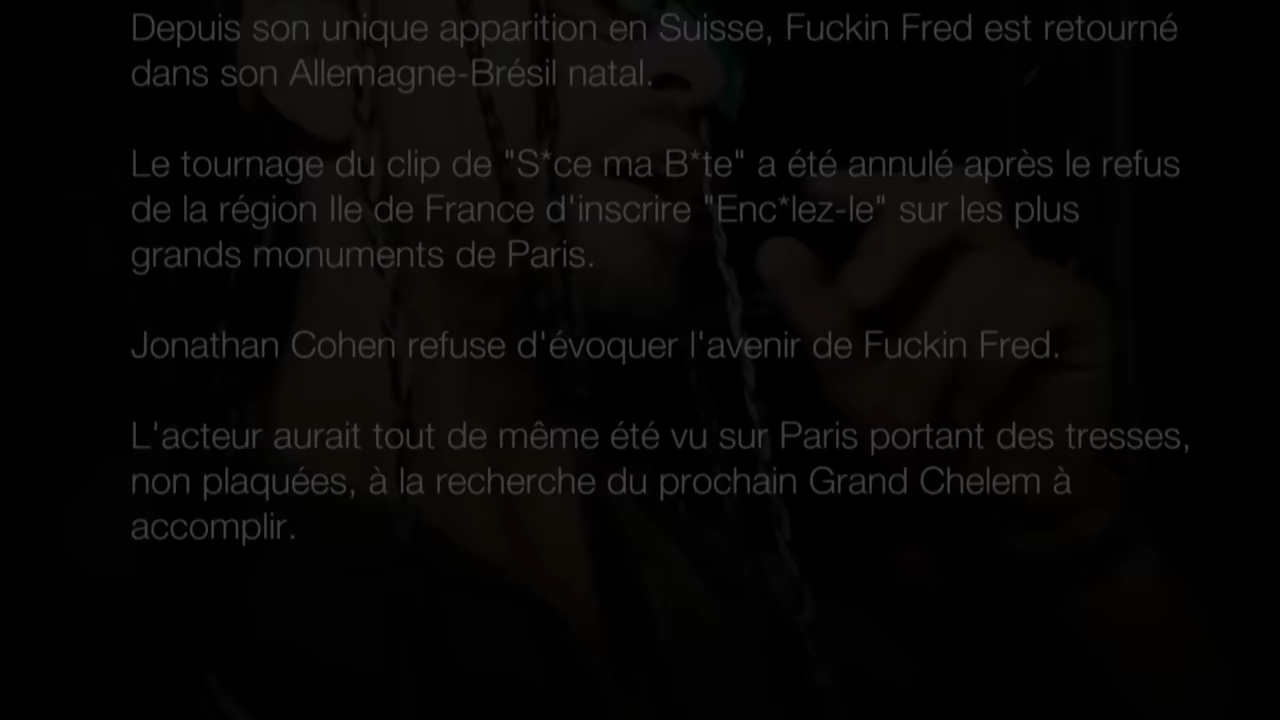 Depuis son unique apparition en Suisse, Fuckin Fred est retourné
dans son Allemagne-Brésil natal.
Le tournage du clip de "S*ce ma B*te" a été annulé après le refus
de la région Ile de France d'inscrire "Enc*lez-le" sur les plus
grands monuments de Paris.
Jonathan Cohen refuse d'évoquer l'avenir de Fuckin Fred.
L'acteur aurait tout de même été vu sur Paris portant des tresses,
non plaquées, à la recherche du prochain Grand Chelem à
accomplir.